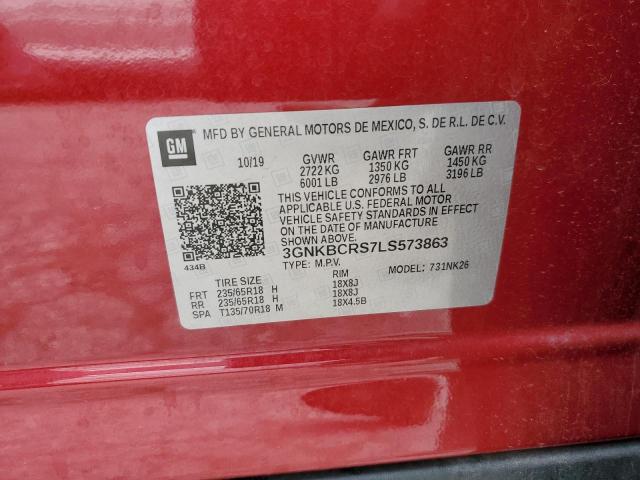 GM
MFD BY GENERAL MOTORS DE MEXICO, S. DE R.L. DE C.V.
10/19 GVWR GAWR FRT GAWR RR
2722 KG 1350 KG 1450 KG
6001 LB 2976 LB 3196 LB
THIS VEHICLE CONFORMS TO ALL
APPLICABLE U.S. FEDERAL MOTOR
VEHICLE SAFETY STANDARDS IN EFFECT
ON THE DATE OF MANUFACTURE
SHOWN ABOVE.
3GNKBCRS7LS573863
434B
TYPE: M.P.V. MODEL: 731NK26
TIRE SIZE RIM
FRT 235/65R18 H 18X8J
RR 235/65R18 H 18X8J
SPA T135/70R18 M 18X4.5B